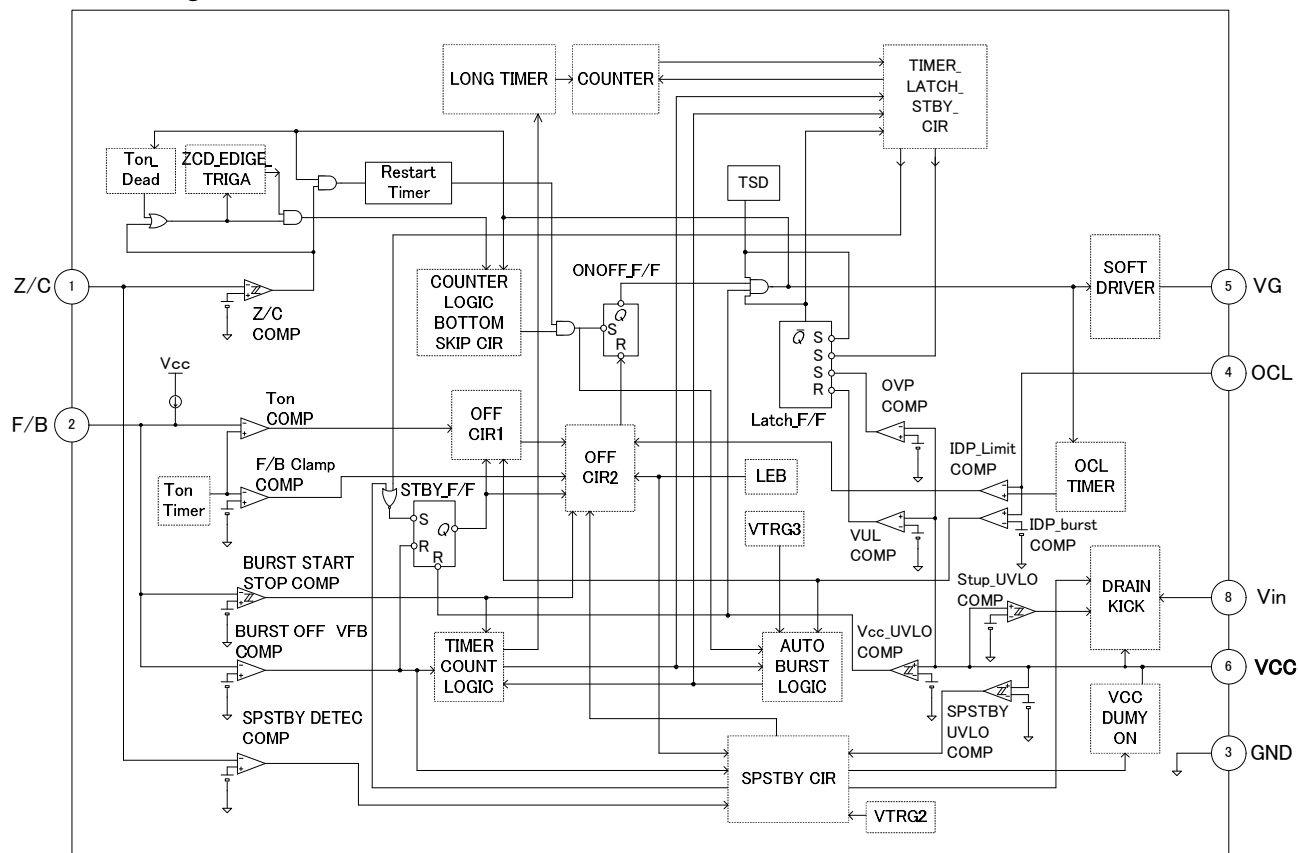 LONG TIMER
COUNTER
TIMER_
LATCH_
STBY_
CIR
Ton_
Dead
ZCD_EDIGE_
TRIGA
Restart
Timer
TSD
Z/C
1
Z/C
COMP
COUNTER
LOGIC
BOTTOM
SKIP CIR
ONOFF_F/F
Q
S
R
Q
S
S
S
R
Latch_F/F
SOFT
DRIVER
5
VG
4
OCL
Vcc
F/B
2
Ton
COMP
OFF
CIR1
OFF
CIR2
OVP
COMP
IDP_Limit
COMP
OCL
TIMER
F/B Clamp
COMP
Ton
Timer
STBY_F/F
S
Q
R
R
LEB
VTRG3
VUL
COMP
IDP_burst
COMP
BURST START
STOP COMP
Stup_UVLO
COMP
DRAIN
KICK
8
Vin
BURST OFF VFB
COMP
TIMER
COUNT
LOGIC
AUTO
BURST
LOGIC
Vcc_UVLO
COMP
6
VCC
SPSTBY
UVLO
COMP
VCC
DUMY
ON
SPSTBY DETEC
COMP
SPSTBY CIR
3
GND
VTRG2